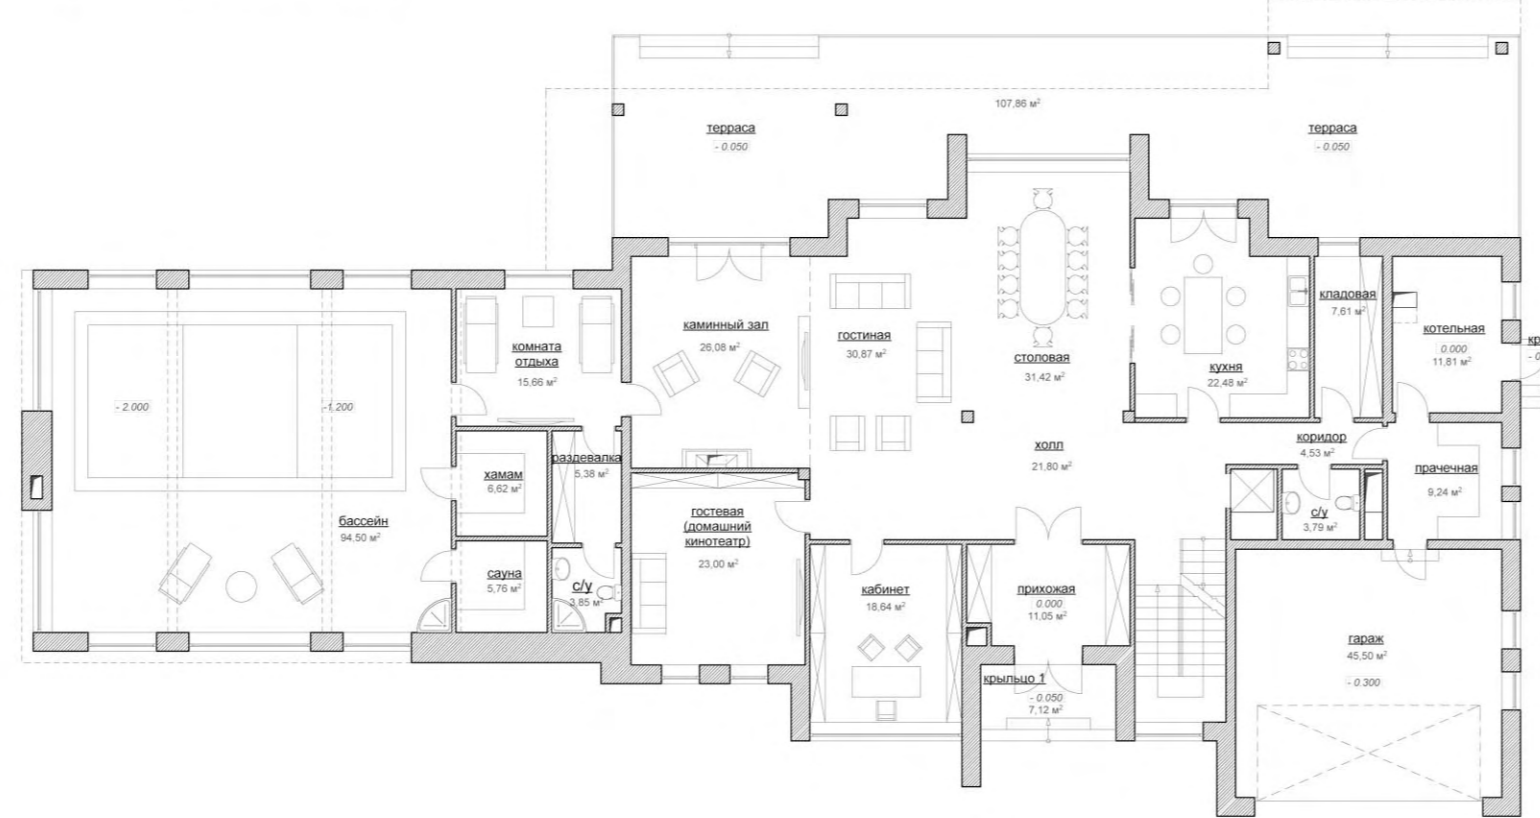 107,86 м²
терраса
- 0.050
терраса
- 0.050
каминный зал
26,08 м²
гостиная
30,87 м²
столовая
31,42 м²
кухня
22,48 м²
кладовая
7,61 м²
котельная
0.000
11,81 м²
кр
- 0
комната
отдыха
15,66 м²
- 2.000
-1.200
бассейн
94,50 м²
хамам
6,62 м²
раздевалка
5,38 м²
сауна
5,76 м²
с/у
3,85 м²
гостевая
(домашний
кинотеатр)
23,00 м²
холл
21,80 м²
коридор
4,53 м²
прачечная
9,24 м²
с/у
3,79 м²
кабинет
18,64 м²
прихожая
0.000
11,05 м²
крыльцо 1
- 0.050
7,12 м²
гараж
45,50 м²
- 0.300